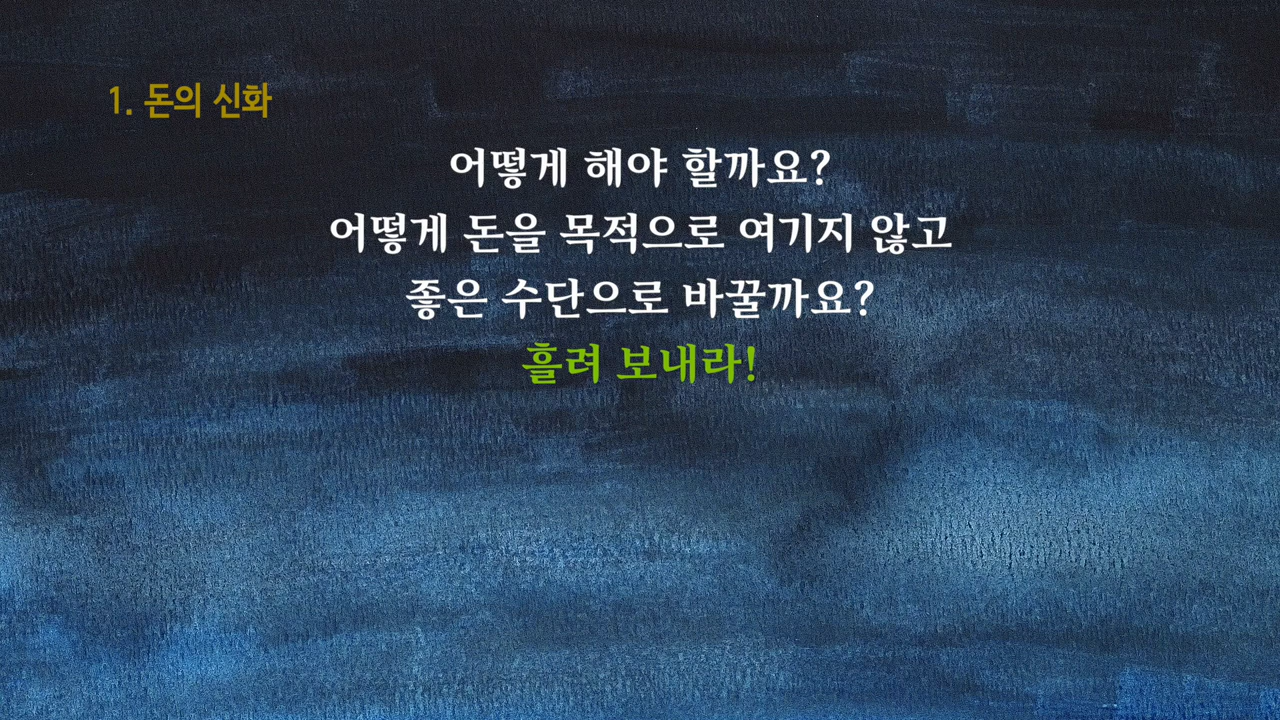 1. 돈의 신화
어떻게 해야 할까요?
어떻게 돈을 목적으로 여기지 않고
좋은 수단으로 바꿀까요?
흘려 보내라!